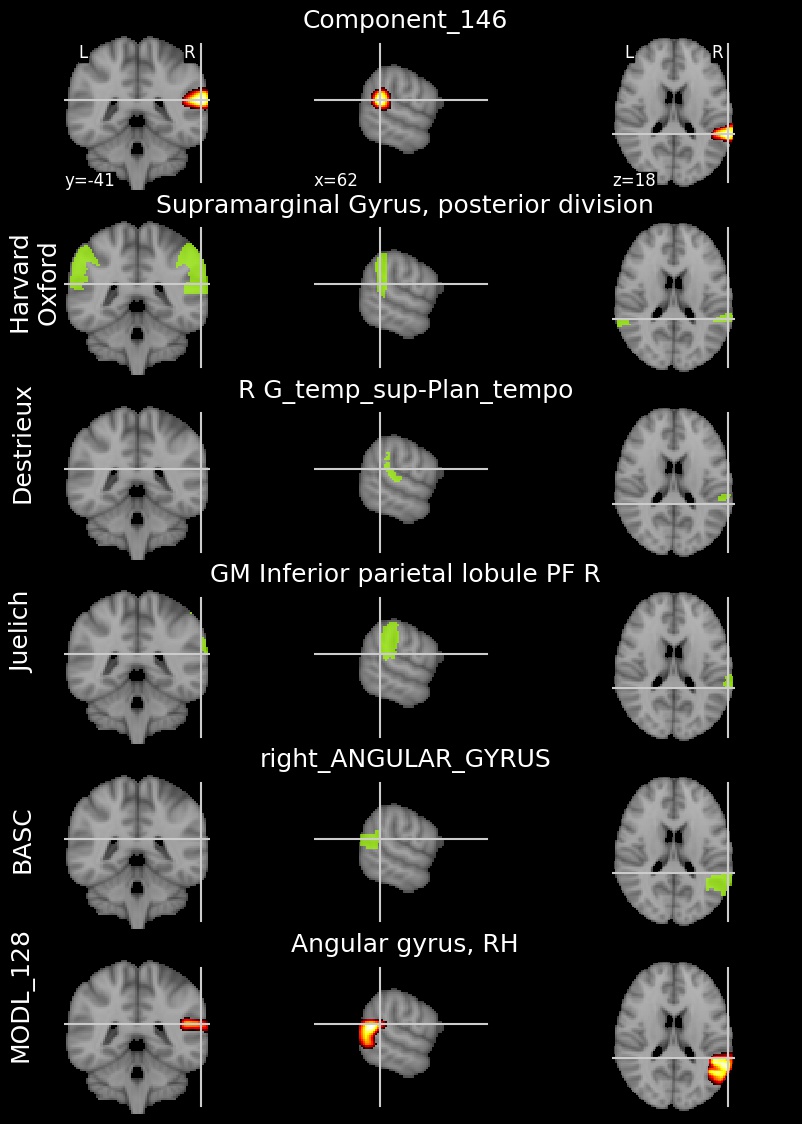 Component_146
L R
L R
y=-41
x=62
z=18
Supramarginal Gyrus, posterior division
Harvard
Oxford
R G_temp_sup-Plan_tempo
Destrieux
GM Inferior parietal lobule PF R
Juelich
right_ANGULAR_GYRUS
BASC
Angular gyrus, RH
MODL_128